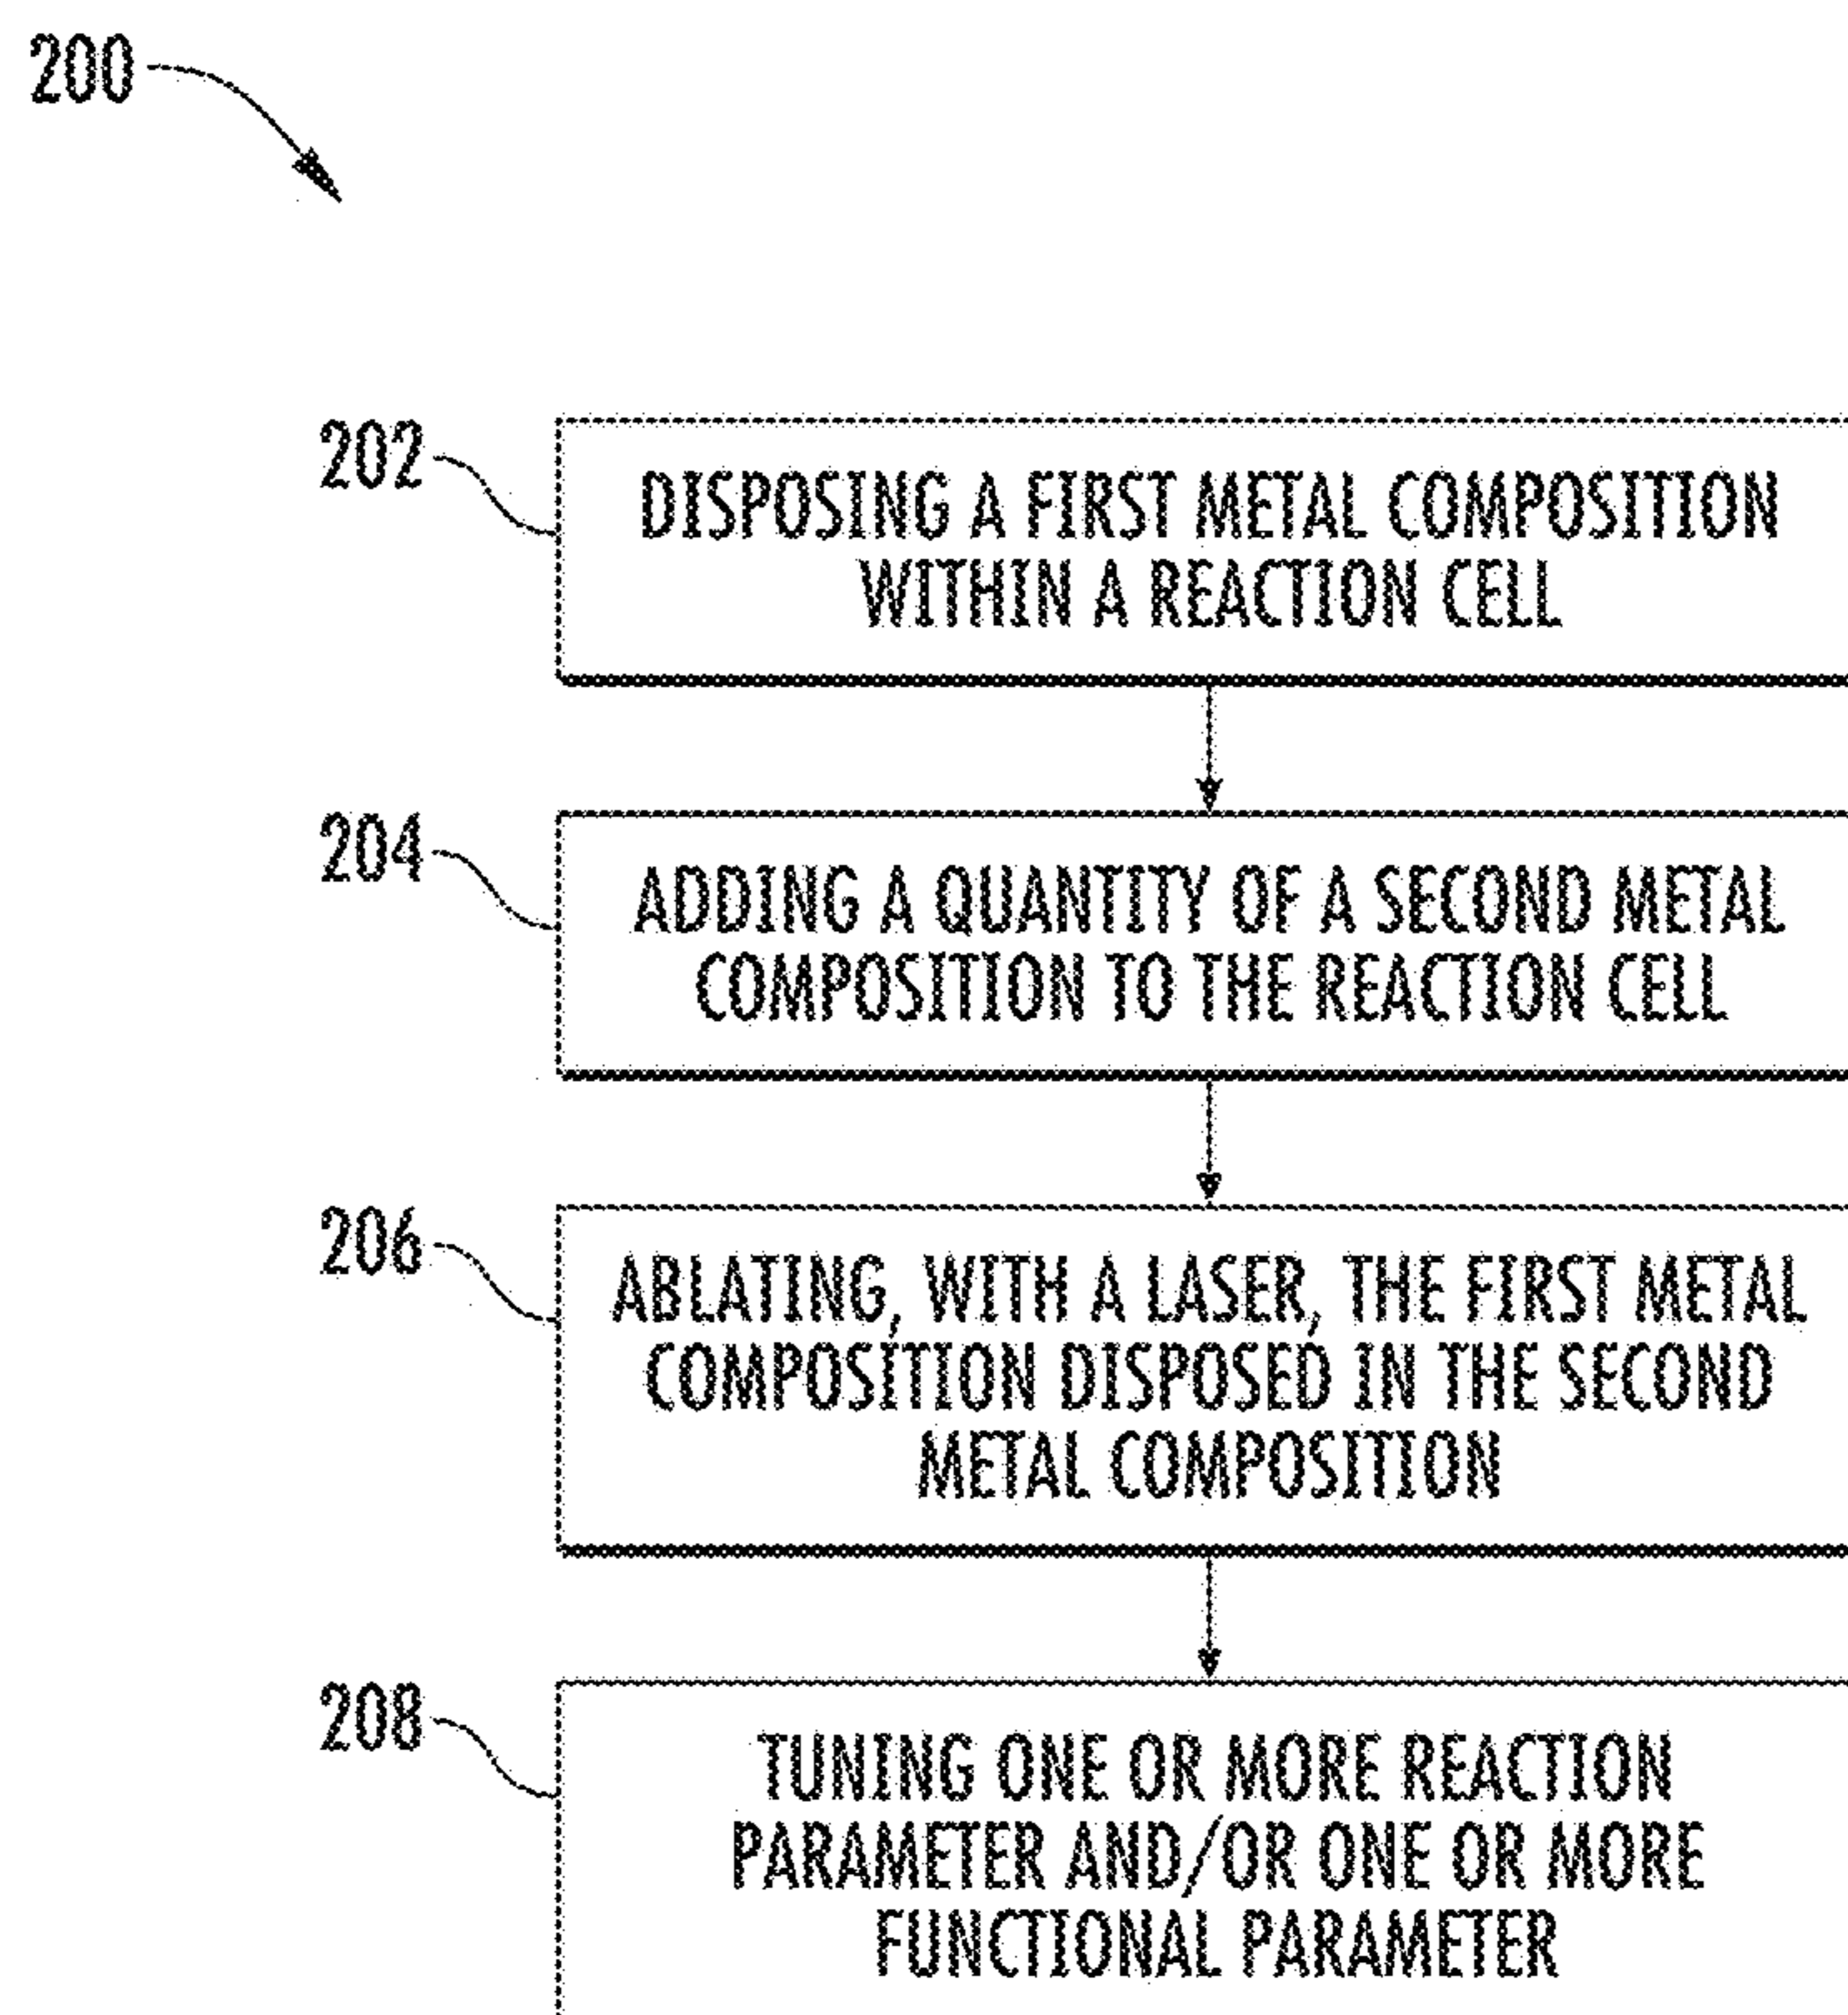 200
202
DISPOSING A FIRST METAL COMPOSITION
WITHIN A REACTION CELL
204
ADDING A QUANTITY OF A SECOND METAL
COMPOSITION TO THE REACTION CELL
206
ABLATING, WITH A LASER, THE FIRST METAL
COMPOSITION DISPOSED IN THE SECOND
METAL COMPOSITION
208
TUNING ONE OR MORE REACTION
PARAMETER AND/OR ONE OR MORE
FUNCTIONAL PARAMETER